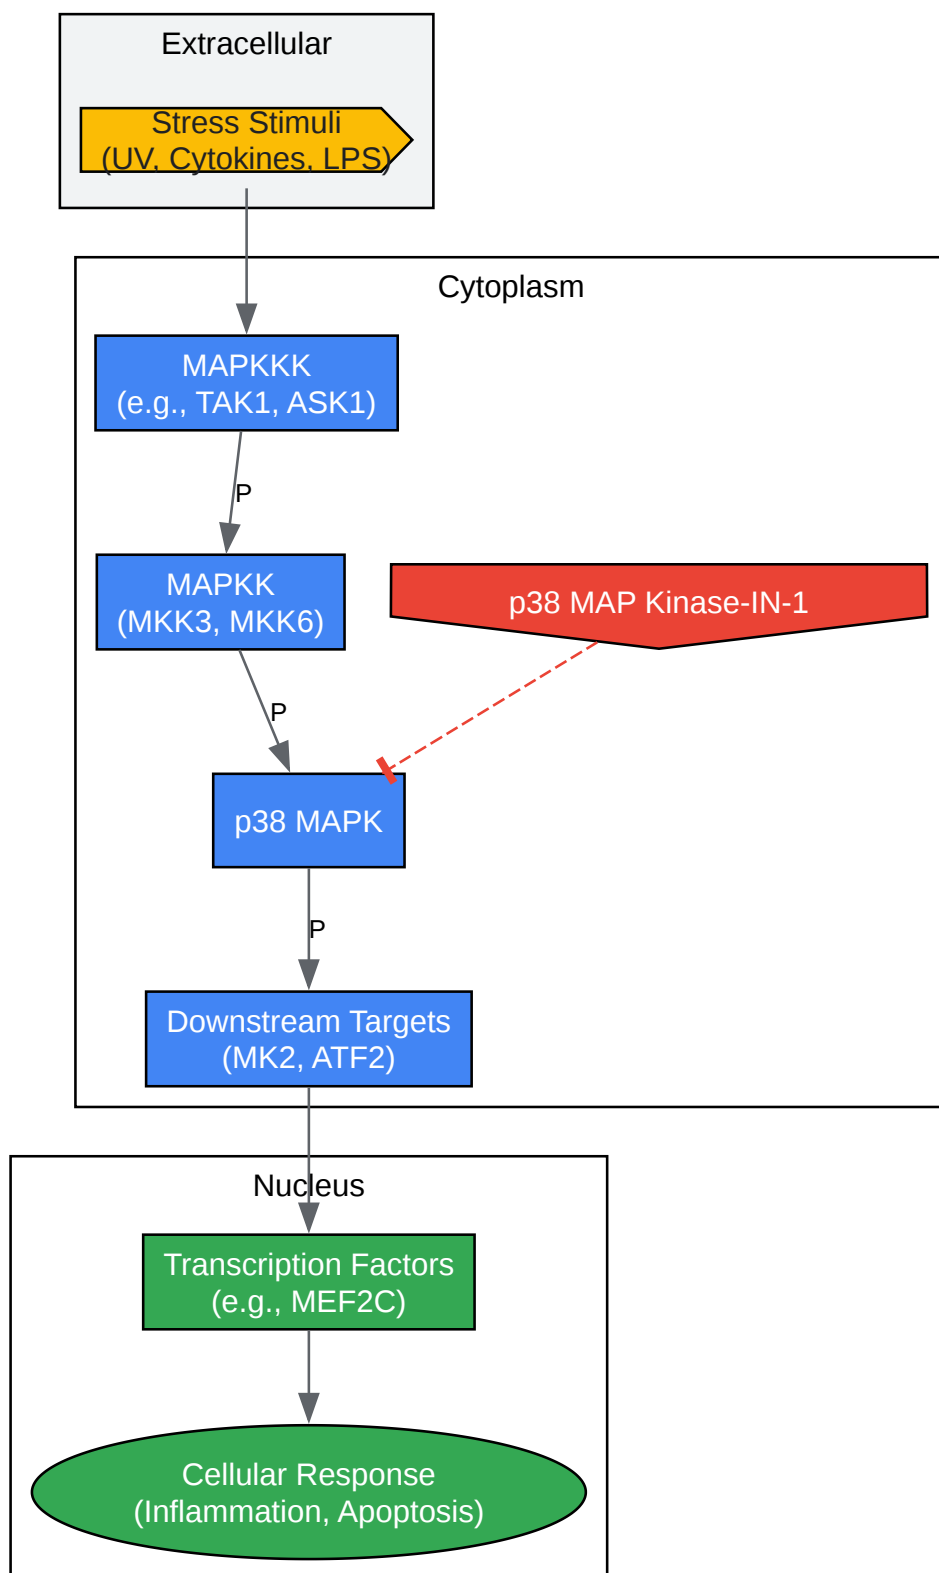 Extracellular
Stress Stimuli
(UV, Cytokines, LPS)
Cytoplasm
MAPKKK
(e.g., TAK1, ASK1)
P
MAPKK
(MKK3, MKK6)
p38 MAP Kinase-IN-1
P
p38 MAPK
P
Downstream Targets
(MK2, ATF2)
Nucleus
Transcription Factors
(e.g., MEF2C)
Cellular Response
(Inflammation, Apoptosis)